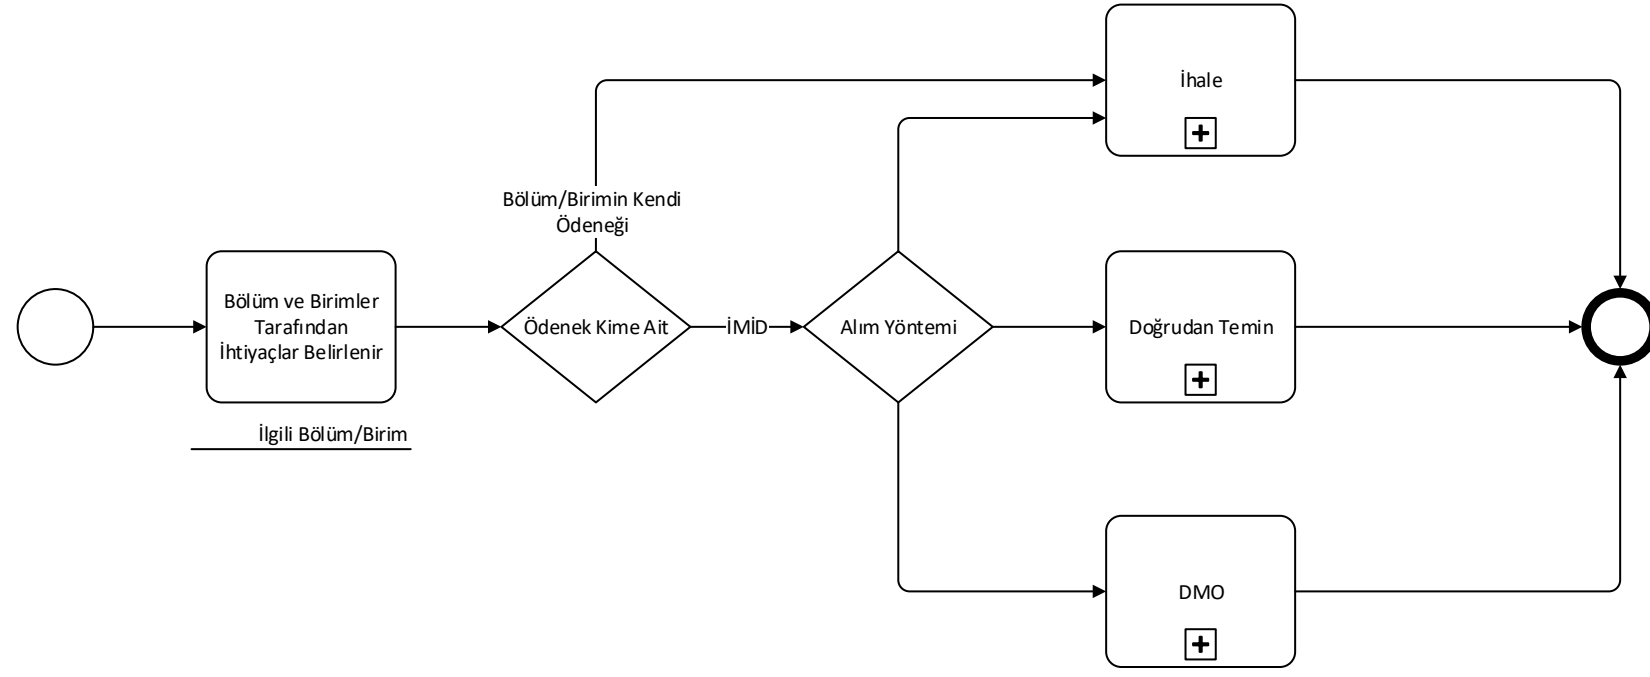 İhale
Bölüm/Birimin Kendi
Ödeneği
Bölüm ve Birimler
Tarafından
İhtiyaçlar Belirlenir
Ödenek Kime Ait
İMİD
Alım Yöntemi
Doğrudan Temin
İlgili Bölüm/Birim
DMO